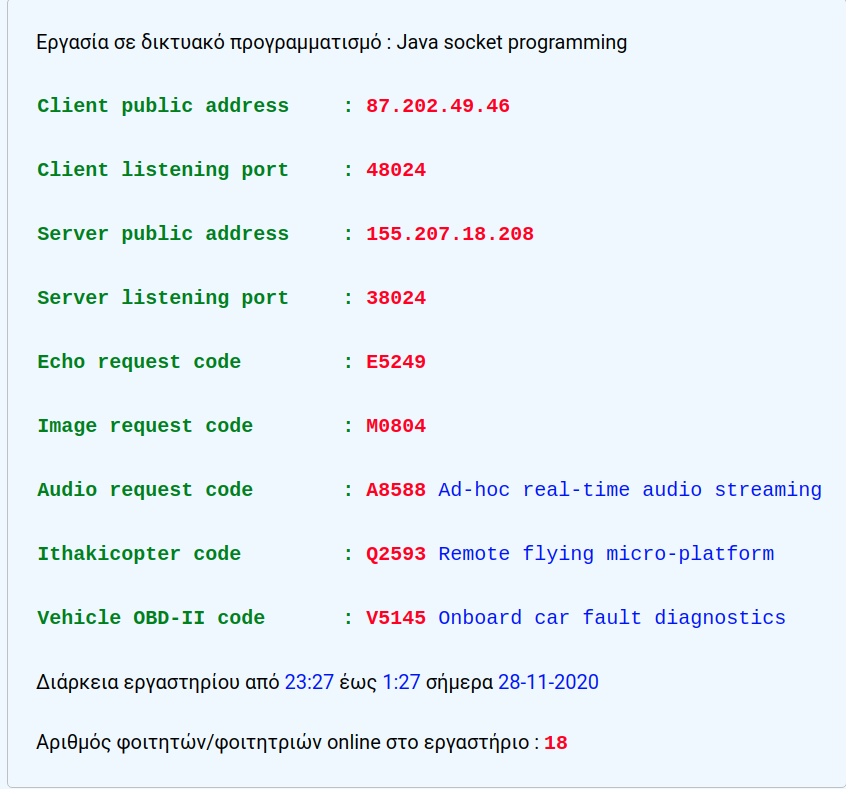 Εργασία σε δικτυακό προγραμματισμό : Java socket programming
Client public address : 87.202.49.46
Client listening port : 48024
Server public address : 155.207.18.208
Server listening port : 38024
Echo request code : E5249
Image request code : M0804
Audio request code : A8588 Ad-hoc real-time audio streaming
Ithakicopter code : Q2593 Remote flying micro-platform
Vehicle OBD-II code : V5145 Onboard car fault diagnostics
Διάρκεια εργαστηρίου από 23:27 έως 1:27 σήμερα 28-11-2020
Αριθμός φοιτητών/φοιτητριών online στο εργαστήριο : 18